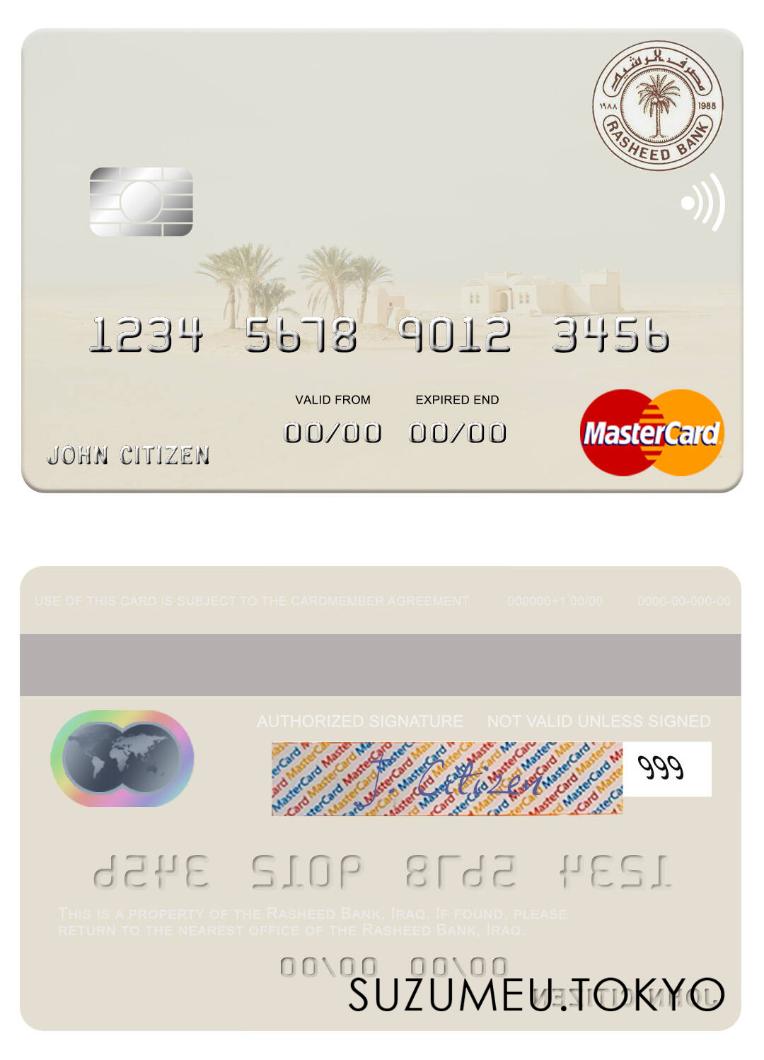 مصرف الرشيد
١٩٨٨ 1988
RASHEED BANK
1234 5678 9012 3456
VALID FROM EXPIRED END
00/00 00/00
MasterCard
JOHN CITIZEN
USE OF THIS CARD IS SUBJECT TO THE CARDMEMBER AGREEMENT 000000+1 00/00 0000-00-000-00
AUTHORIZED SIGNATURE NOT VALID UNLESS SIGNED
MasterCard MasterCard MasterCard
J. Citizen
999
1234 5678 9012 3456
THIS IS A PROPERTY OF THE RASHEED BANK, IRAQ. IF FOUND, PLEASE
RETURN TO THE NEAREST OFFICE OF THE RASHEED BANK, IRAQ.
00/00 00/00
JOHN CITIZEN
SUZUMEU.TOKYO